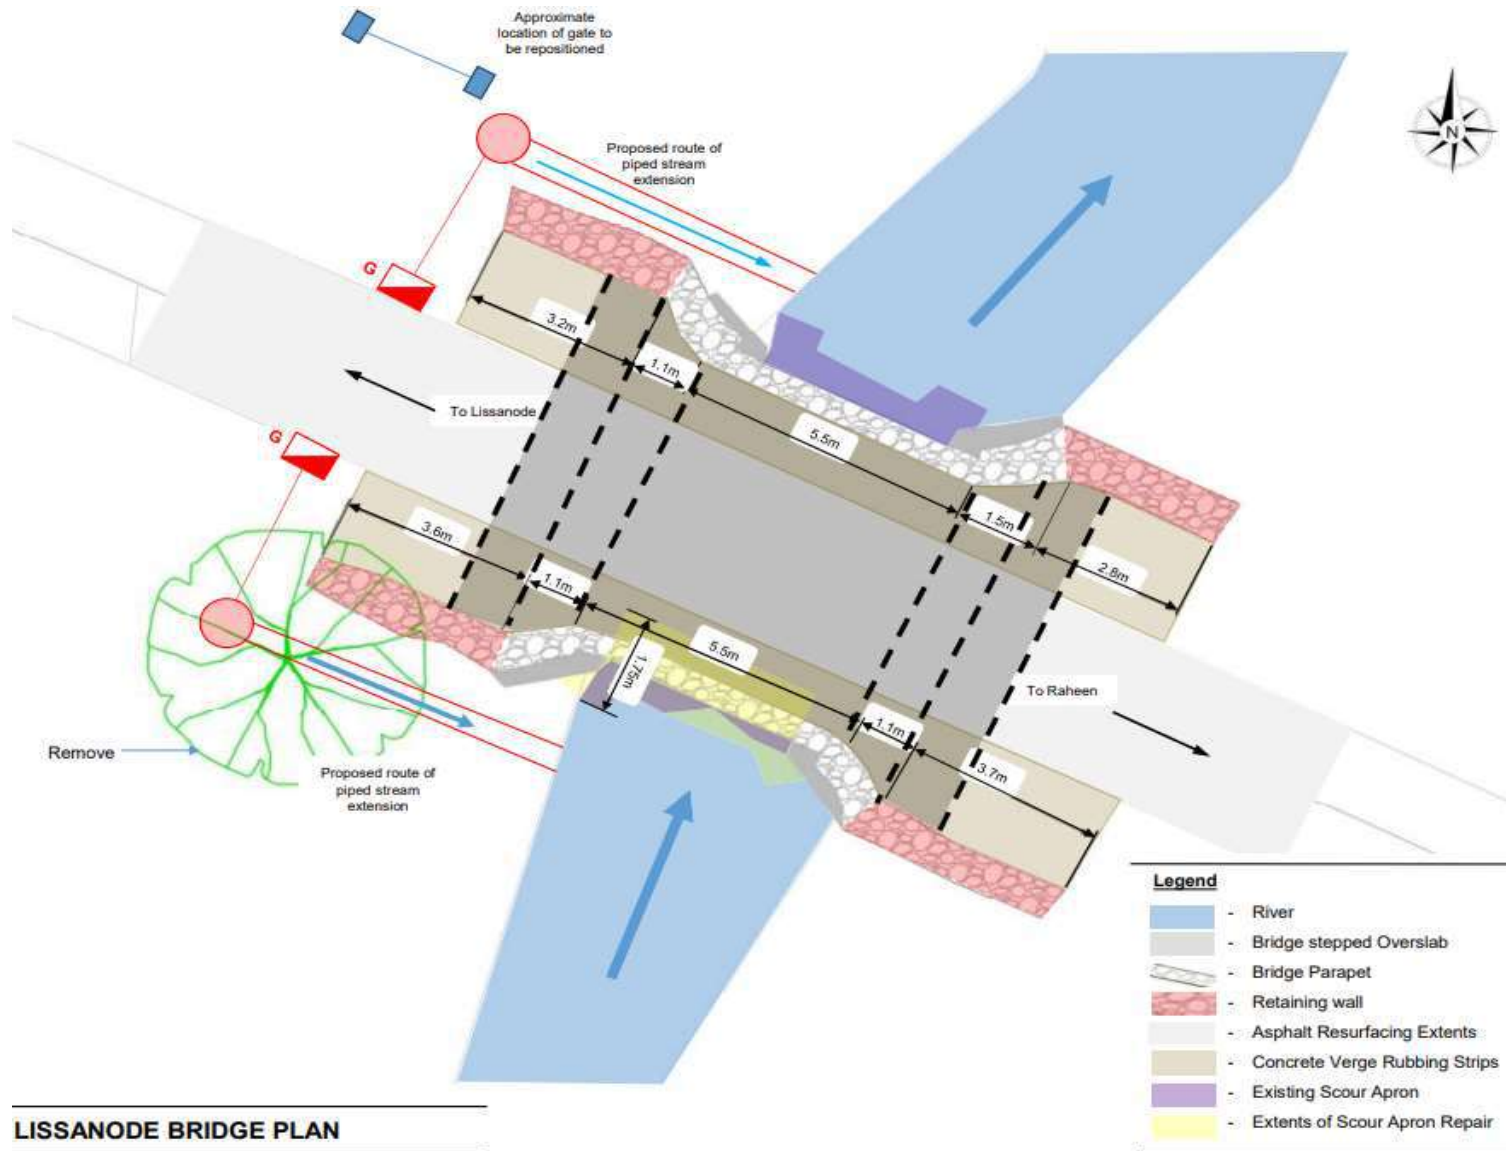 Approximate
location of gate to
be repositioned
N
Proposed route of
piped stream
extension
G
3.2m
1.1m
To Lissanode
5.5m
G
3.6m
1.5m
1.1m
2.8m
5.5m
1.75m
To Raheen
1.1m
Remove
3.7m
Proposed route of
piped stream
extension
Legend
- River
- Bridge stepped Overslab
- Bridge Parapet
- Retaining wall
- Asphalt Resurfacing Extents
- Concrete Verge Rubbing Strips
- Existing Scour Apron
- Extents of Scour Apron Repair
LISSANODE BRIDGE PLAN